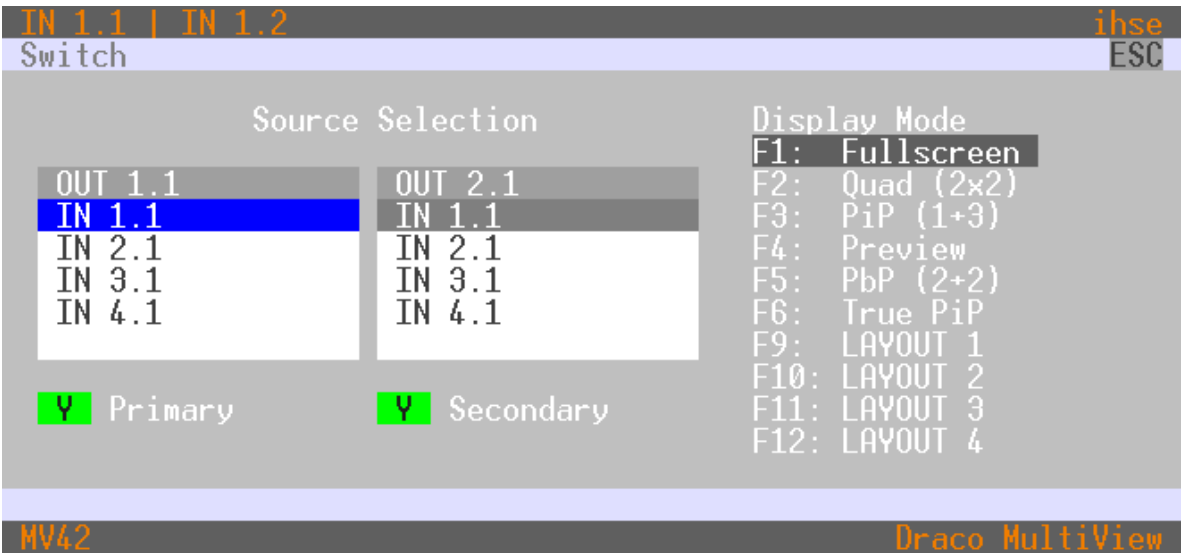 IN 1.1 | IN 1.2 ihse
Switch ESC
Source Selection
OUT 1.1
IN 1.1
IN 2.1
IN 3.1
IN 4.1
Y Primary
OUT 2.1
IN 1.1
IN 2.1
IN 3.1
IN 4.1
Y Secondary
Display Mode
F1: Fullscreen
F2: Quad (2x2)
F3: PiP (1+3)
F4: Preview
F5: PbP (2+2)
F6: True PiP
F9: LAYOUT 1
F10: LAYOUT 2
F11: LAYOUT 3
F12: LAYOUT 4
MV42 Draco MultiView